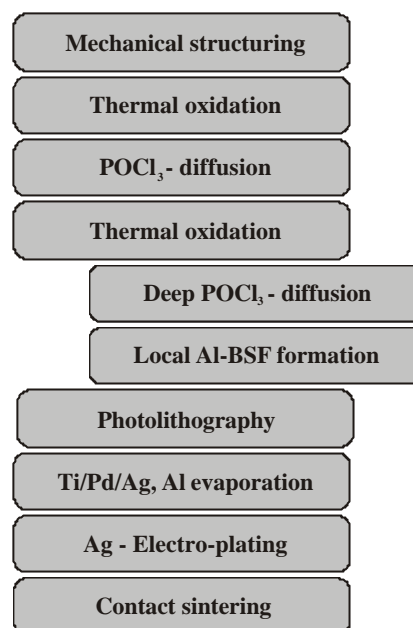 Mechanical structuring
Thermal oxidation
POCl₃- diffusion
Thermal oxidation
Deep POCl₃- diffusion
Local Al-BSF formation
Photolithography
Ti/Pd/Ag, Al evaporation
Ag - Electro-plating
Contact sintering